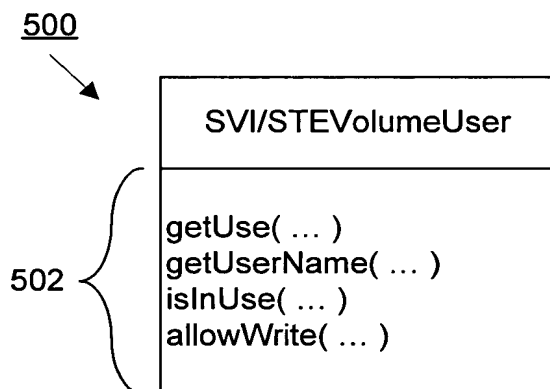 500
SVI/STEVolumeUser
getUse( ... )
getUserName( ... )
isInUse( ... )
allowWrite( ... )
502